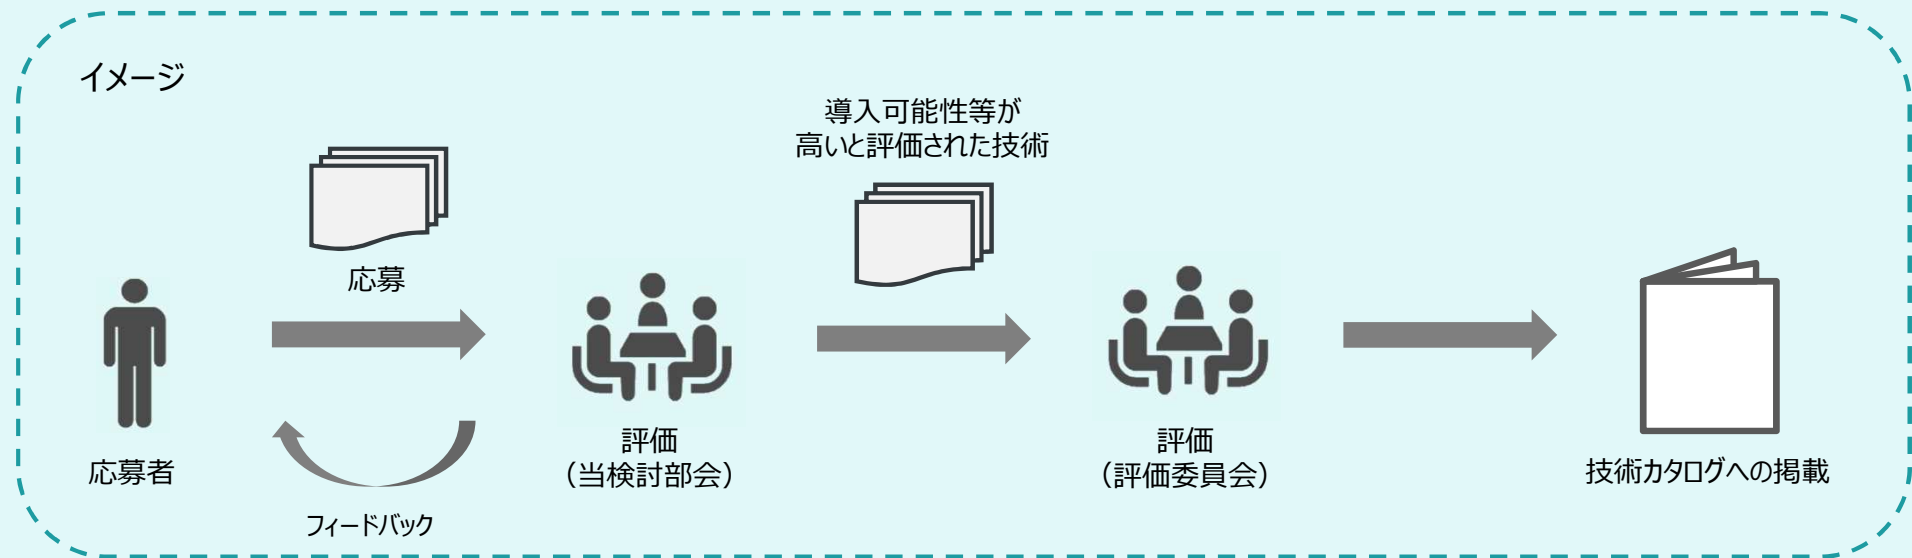 イメージ
導入可能性等が
高いと評価された技術
応募
応募者
フィードバック
評価
（当検討部会）
評価
（評価委員会）
技術カタログへの掲載